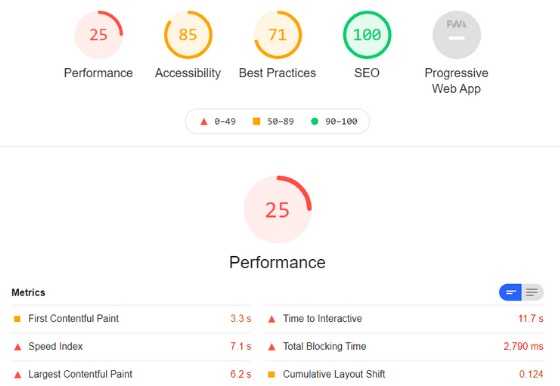 25 85 71 100 PWA
Performance Accessibility Best Practices SEO Progressive
Web App
0–49 50–89 90–100
25
Performance
Metrics
First Contentful Paint 3.3 s Time to Interactive 11.7 s
Speed Index 7.1 s Total Blocking Time 2,790 ms
Largest Contentful Paint 6.2 s Cumulative Layout Shift 0.124